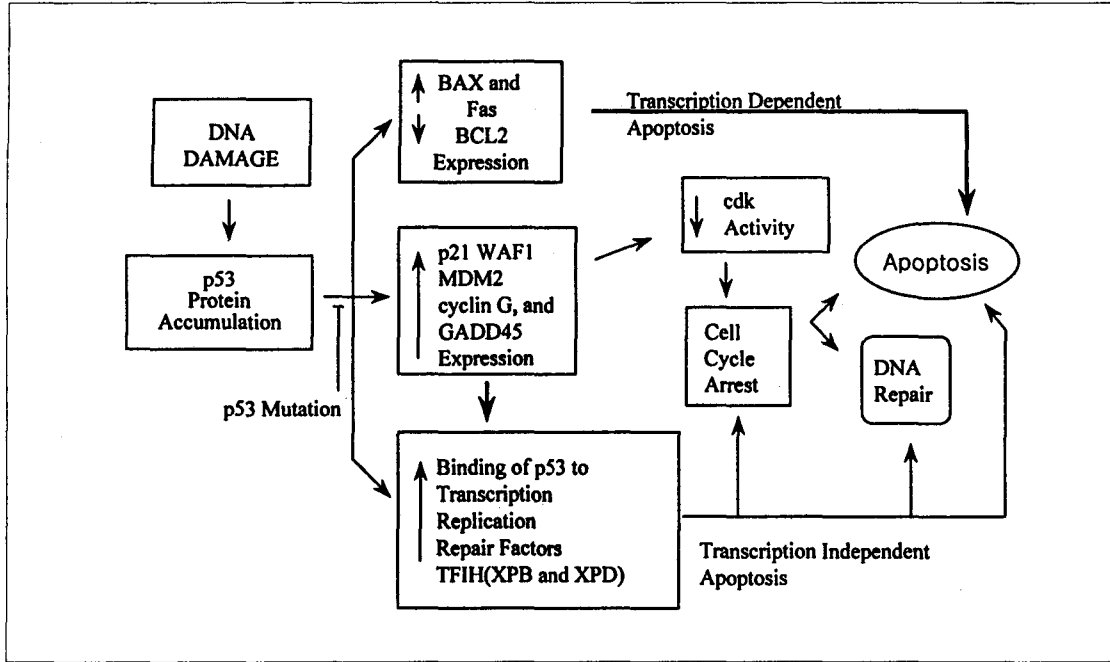 DNA
DAMAGE
p53
Protein
Accumulation
p53 Mutation
BAX and
Fas
BCL2
Expression
Transcription Dependent
Apoptosis
p21 WAF1
MDM2
cyclin G, and
GADD45
Expression
cdk
Activity
Cell
Cycle
Arrest
Apoptosis
DNA
Repair
Binding of p53 to
Transcription
Replication
Repair Factors
TFIH(XPB and XPD)
Transcription Independent
Apoptosis